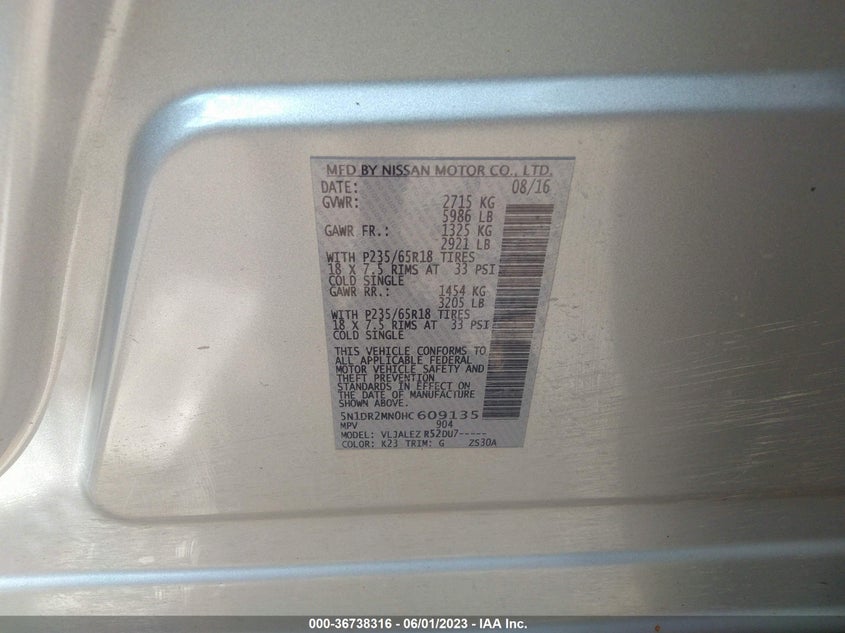 MFD BY NISSAN MOTOR CO., LTD.
DATE: 08/16
GVWR: 2715 KG
5986 LB
GAWR FR.: 1325 KG
2921 LB
WITH P235/65R18 TIRES
18 X 7.5 RIMS AT 33 PSI
COLD SINGLE
GAWR RR.: 1454 KG
3205 LB
WITH P235/65R18 TIRES
18 X 7.5 RIMS AT 33 PSI
COLD SINGLE
THIS VEHICLE CONFORMS TO
ALL APPLICABLE FEDERAL
MOTOR VEHICLE SAFETY AND
THEFT PREVENTION
STANDARDS IN EFFECT ON
THE DATE OF MANUFACTURE
SHOWN ABOVE.
5N1DR2MN0HC609135
MPV 904
MODEL: VLJALEZ R52DU7-----
COLOR: K23 TRIM: G ZS30A
000-36738316 - 06/01/2023 - IAA Inc.